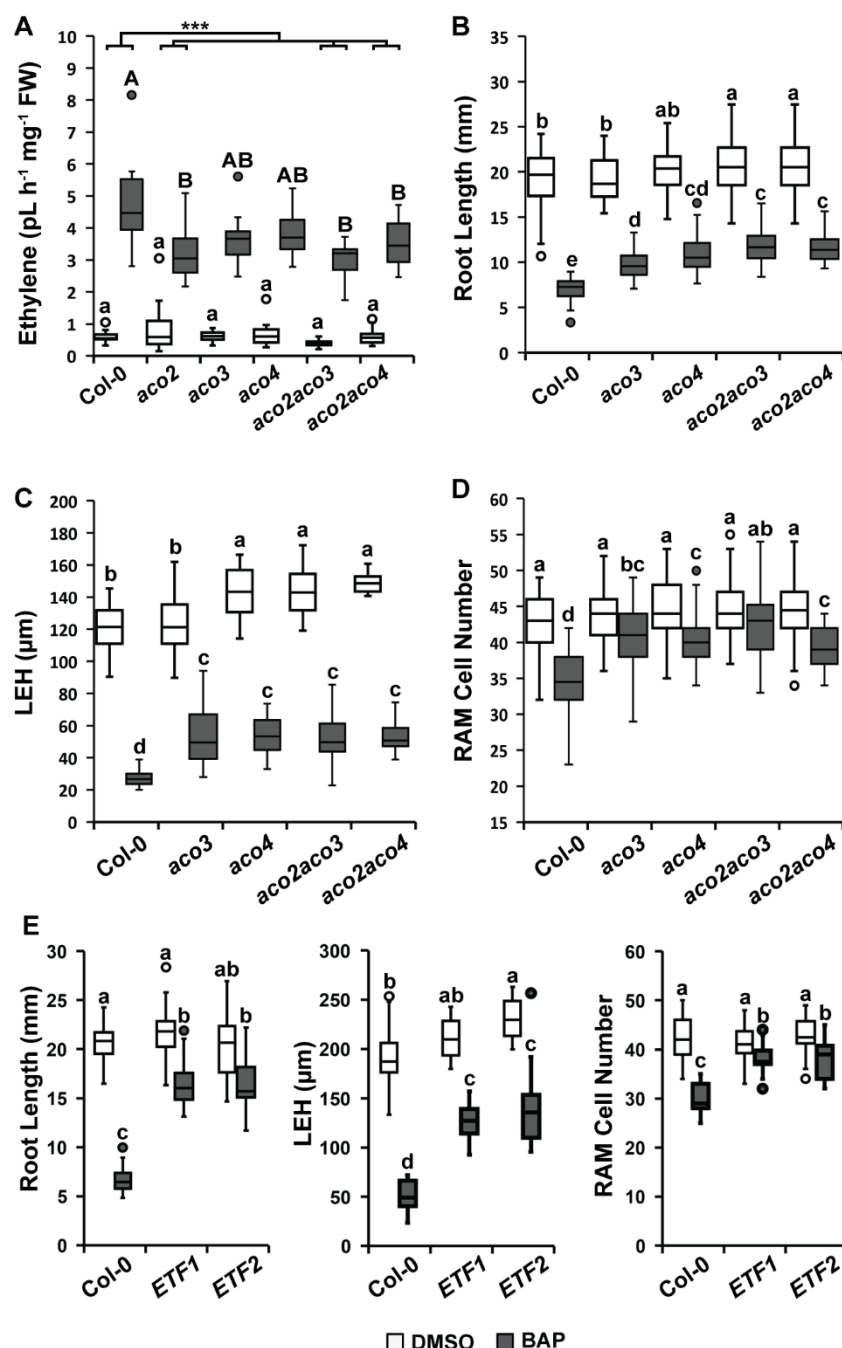 A
***
Ethylene (pL h⁻¹ mg⁻¹ FW)
10
9
8
7
6
5
4
3
2
1
0
a A a B a AB a AB a B a B
Col-0 aco2 aco3 aco4 aco2aco3 aco2aco4
B
Root Length (mm)
35
30
25
20
15
10
5
0
b e b d ab cd a c a c
Col-0 aco3 aco4 aco2aco3 aco2aco4
C
LEH (µm)
200
180
160
140
120
100
80
60
40
20
0
b d b c a c a c a c
Col-0 aco3 aco4 aco2aco3 aco2aco4
D
RAM Cell Number
60
55
50
45
40
35
30
25
20
15
a d a bc a c a ab a c
Col-0 aco3 aco4 aco2aco3 aco2aco4
E
Root Length (mm)
30
25
20
15
10
5
0
a c a b ab b
Col-0 ETF1 ETF2
LEH (µm)
300
250
200
150
100
50
0
b d ab c a c
Col-0 ETF1 ETF2
RAM Cell Number
60
50
40
30
20
10
0
a c a b a b
Col-0 ETF1 ETF2
DMSO BAP